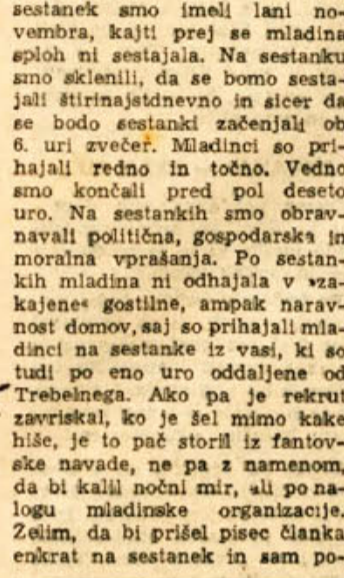 sestanek smo imeli lani no-
vembra, kajti prej se mladina
sploh ni sestajala. Na sestanku
smo sklenili, da se bomo sesta-
jali štirinajstdnevno in sicer da
se bodo sestanki začenjali ob
6. uri zvečer. Mladinci so pri-
hajali redno in točno. Vedno
smo končali pred pol deseto
uro. Na sestankih smo obrav-
navali politična, gospodarska in
moralna vprašanja. Po sestan-
kih mladina ni odhajala v »za-
kajene« gostilne, ampak narav-
nost domov, saj so prihajali mla-
dinci na sestanke iz vasi, ki so
tudi po eno uro oddaljene od
Trebelnega. Ako pa je rekrut
zavriskal, ko je šel mimo kake
hiše, je to pač storil iz fantov-
ske navade, ne pa z namenom,
da bi kalil nočni mir, ali po na-
logu mladinske organizacije.
Želim, da bi prišel pisec članka
enkrat na sestanek in sam po-